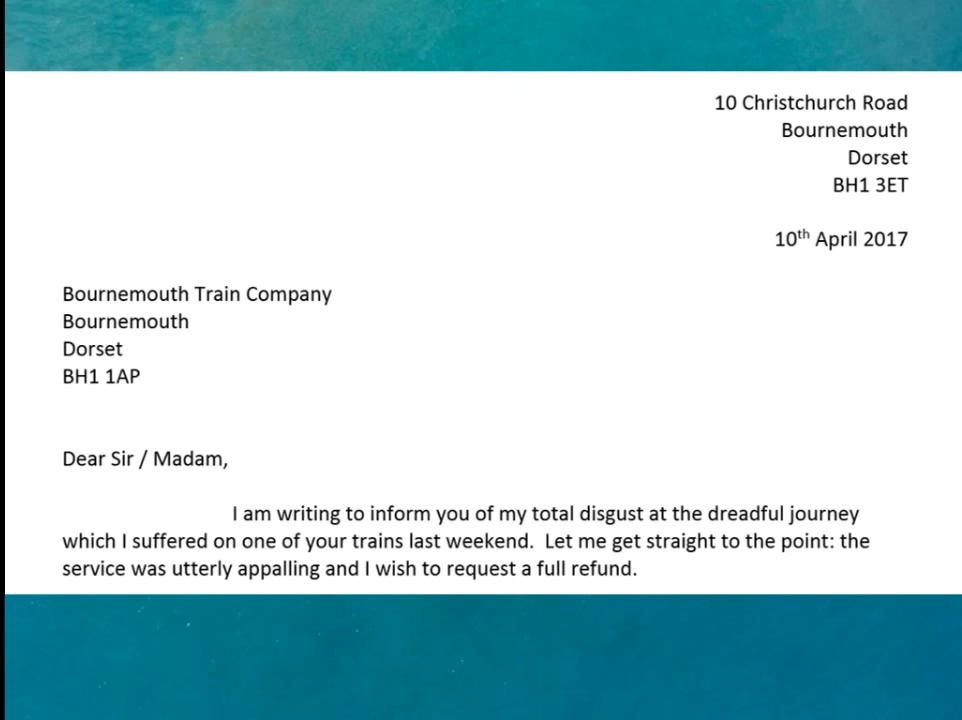 10 Christchurch Road
Bournemouth
Dorset
BH1 3ET
10th April 2017
Bournemouth Train Company
Bournemouth
Dorset
BH1 1AP
Dear Sir / Madam,
I am writing to inform you of my total disgust at the dreadful journey
which I suffered on one of your trains last weekend.  Let me get straight to the point: the
service was utterly appalling and I wish to request a full refund.